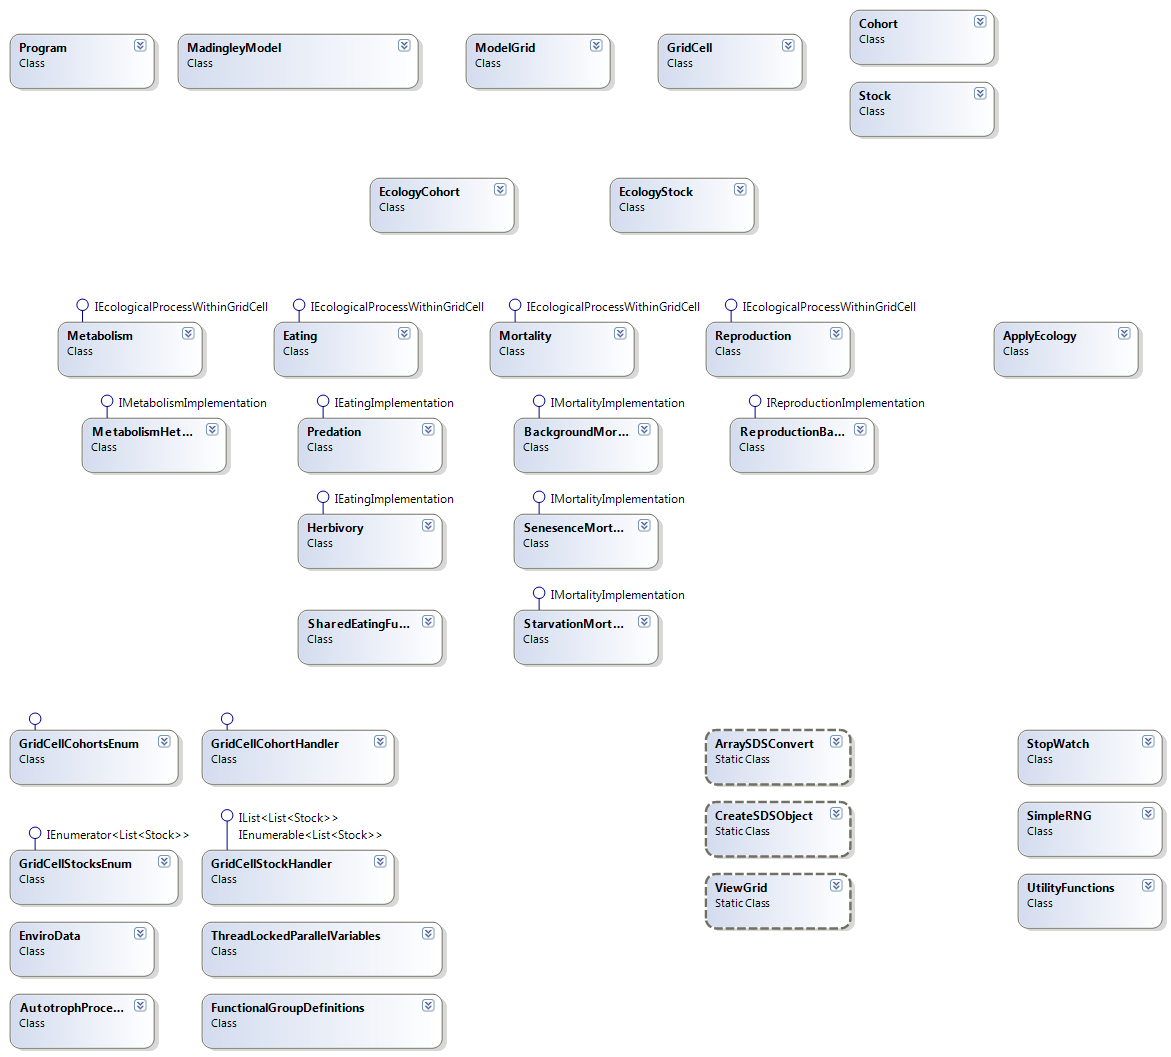 Program
Class
MadingleyModel
Class
ModelGrid
Class
GridCell
Class
Cohort
Class
Stock
Class
EcologyCohort
Class
EcologyStock
Class
IEcologicalProcessWithinGridCell
Metabolism
Class
IEcologicalProcessWithinGridCell
Eating
Class
IEcologicalProcessWithinGridCell
Mortality
Class
IEcologicalProcessWithinGridCell
Reproduction
Class
ApplyEcology
Class
IMetabolismImplementation
MetabolismHet...
Class
IEatingImplementation
Predation
Class
IMortalityImplementation
BackgroundMor...
Class
IReproductionImplementation
ReproductionBa...
Class
IEatingImplementation
Herbivory
Class
IMortalityImplementation
SenesenceMort...
Class
SharedEatingFu...
Class
IMortalityImplementation
StarvationMort...
Class
GridCellCohortsEnum
Class
GridCellCohortHandler
Class
ArraySDSConvert
Static Class
StopWatch
Class
CreateSDSObject
Static Class
SimpleRNG
Class
IEnumerator<List<Stock>>
GridCellStocksEnum
Class
IList<List<Stock>>
IEnumerable<List<Stock>>
GridCellStockHandler
Class
ViewGrid
Static Class
UtilityFunctions
Class
EnviroData
Class
ThreadLockedParallelVariables
Class
AutotrophProce...
Class
FunctionalGroupDefinitions
Class